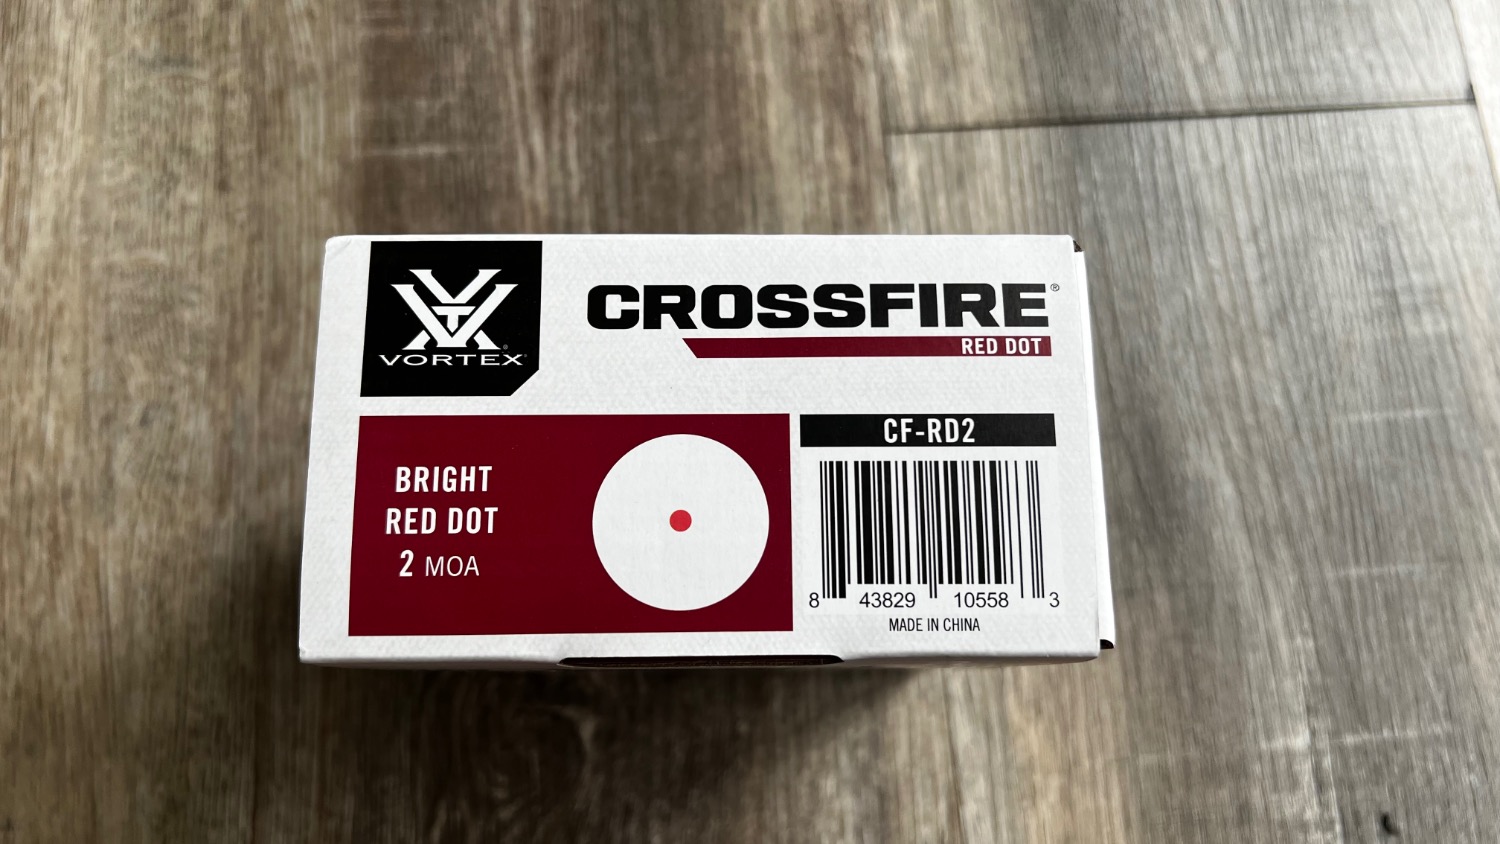 VORTEX®
CROSSFIRE®
RED DOT
BRIGHT
RED DOT
2 MOA
CF-RD2
8 43829 10558 3
MADE IN CHINA